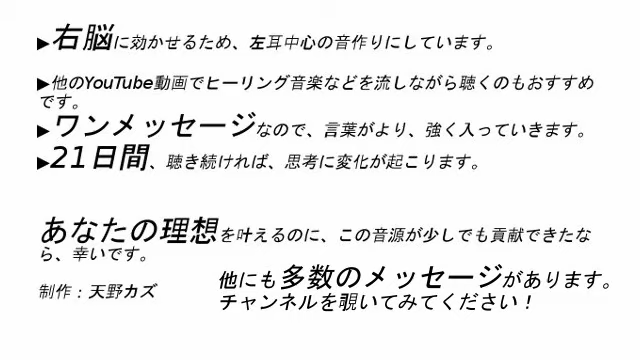 ▶右脳に効かせるため、左耳中心の音作りにしています。
▶他のYouTube動画でヒーリング音楽などを流しながら聴くのもおすすめ
です。
▶ワンメッセージなので、言葉がより、強く入っていきます。
▶21日間、聴き続ければ、思考に変化が起こります。
あなたの理想を叶えるのに、この音源が少しでも貢献できたな
ら、幸いです。
制作：天野カズ
他にも多数のメッセージがあります。
チャンネルを覗いてみてください！